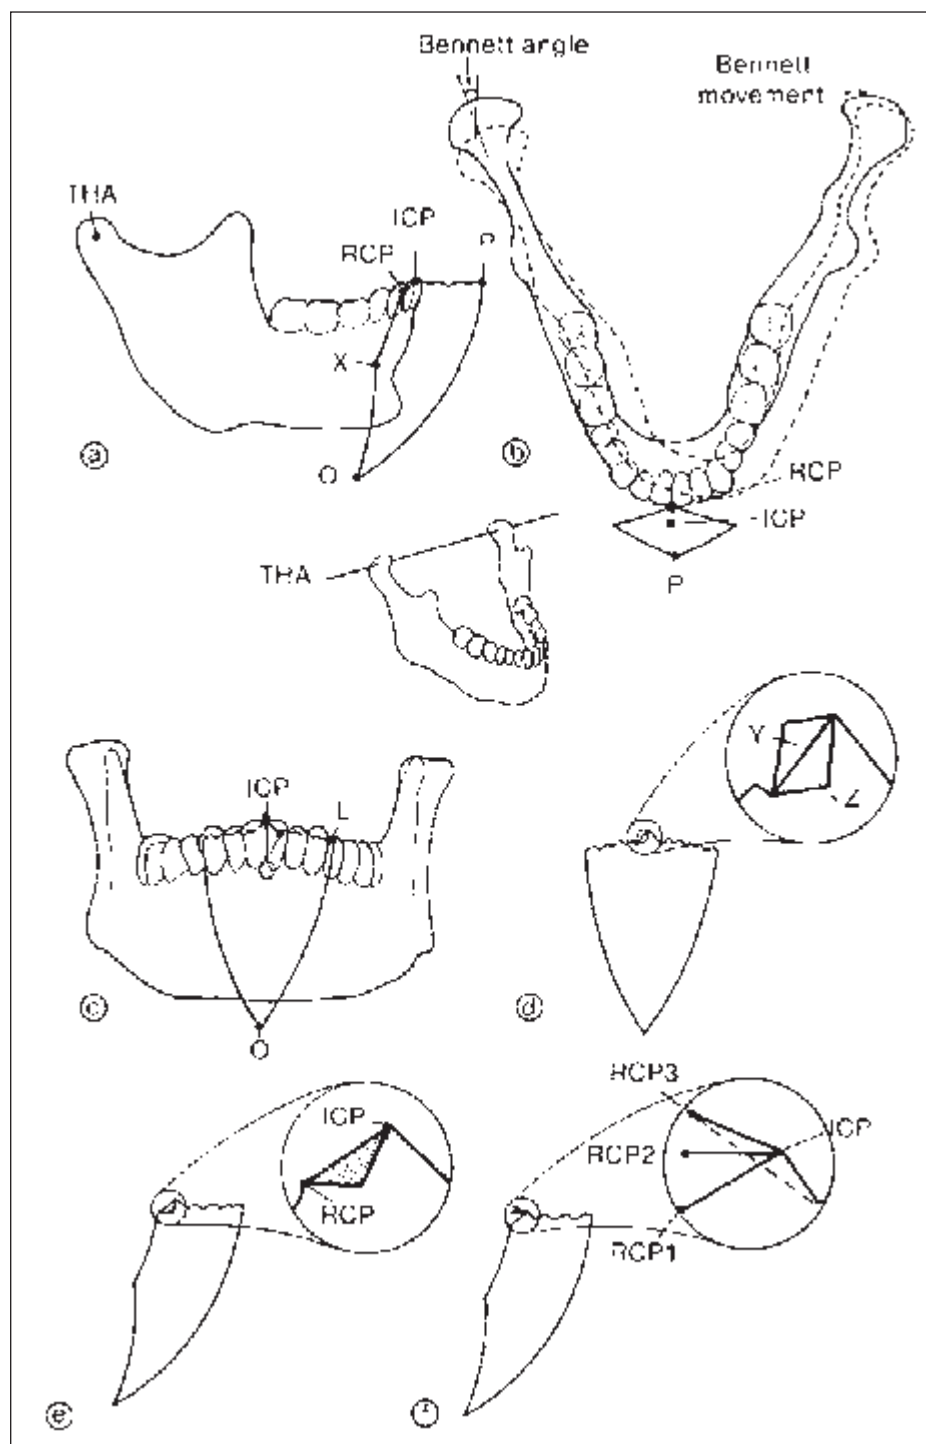 Bennett angle
Bennett
movement
THA
ICP
P
RCP
X
O
a
b
RCP
ICP
P
THA
ICP
L
C
O
c
Y
Z
d
ICP
RCP
e
RCP3
ICP
RCP2
RCP1
f